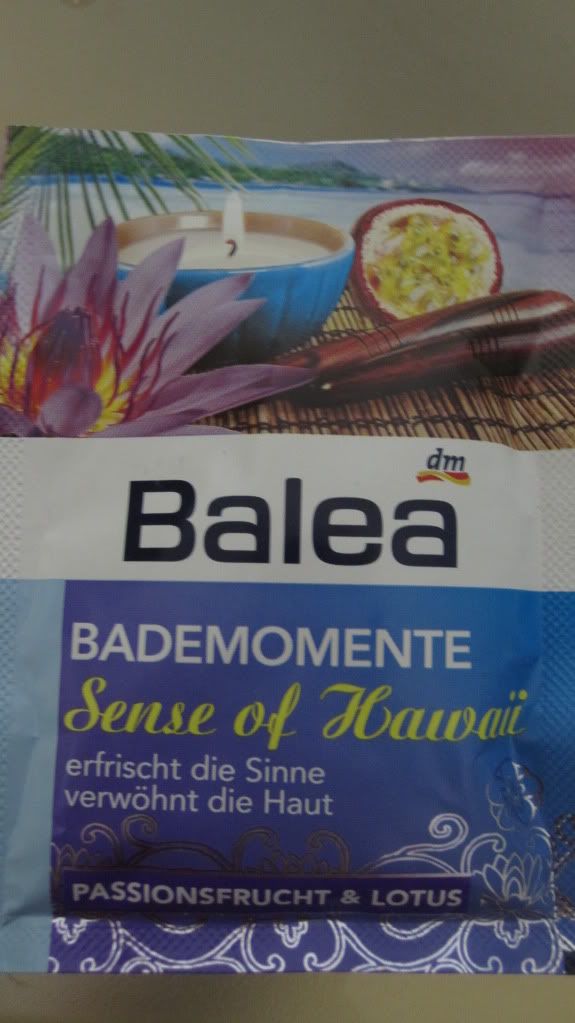 dm
Balea
BADEMOMENTE
Sense of Hawaii
erfrischt die Sinne
verwöhnt die Haut
PASSIONSFRUCHT & LOTUS